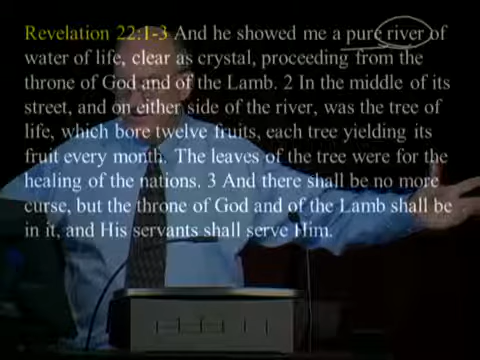 Revelation 22:1-3 And he showed me a pure river of
water of life, clear as crystal, proceeding from the
throne of God and of the Lamb. 2 In the middle of its
street, and on either side of the river, was the tree of
life, which bore twelve fruits, each tree yielding its
fruit every month. The leaves of the tree were for the
healing of the nations. 3 And there shall be no more
curse, but the throne of God and of the Lamb shall be
in it, and His servants shall serve Him.